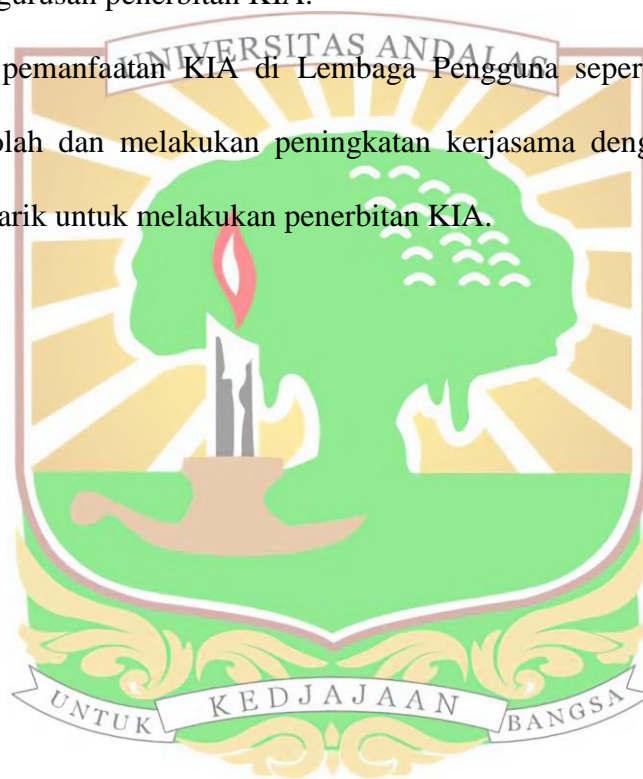 gurusan penerbitan KIA.
UNIVERSITAS ANDALAS
pemanfaatan KIA di Lembaga Pengguna seper
olah dan melakukan peningkatan kerjasama deng
arik untuk melakukan penerbitan KIA.
UNTUK KEDJAJAAN BANGSA